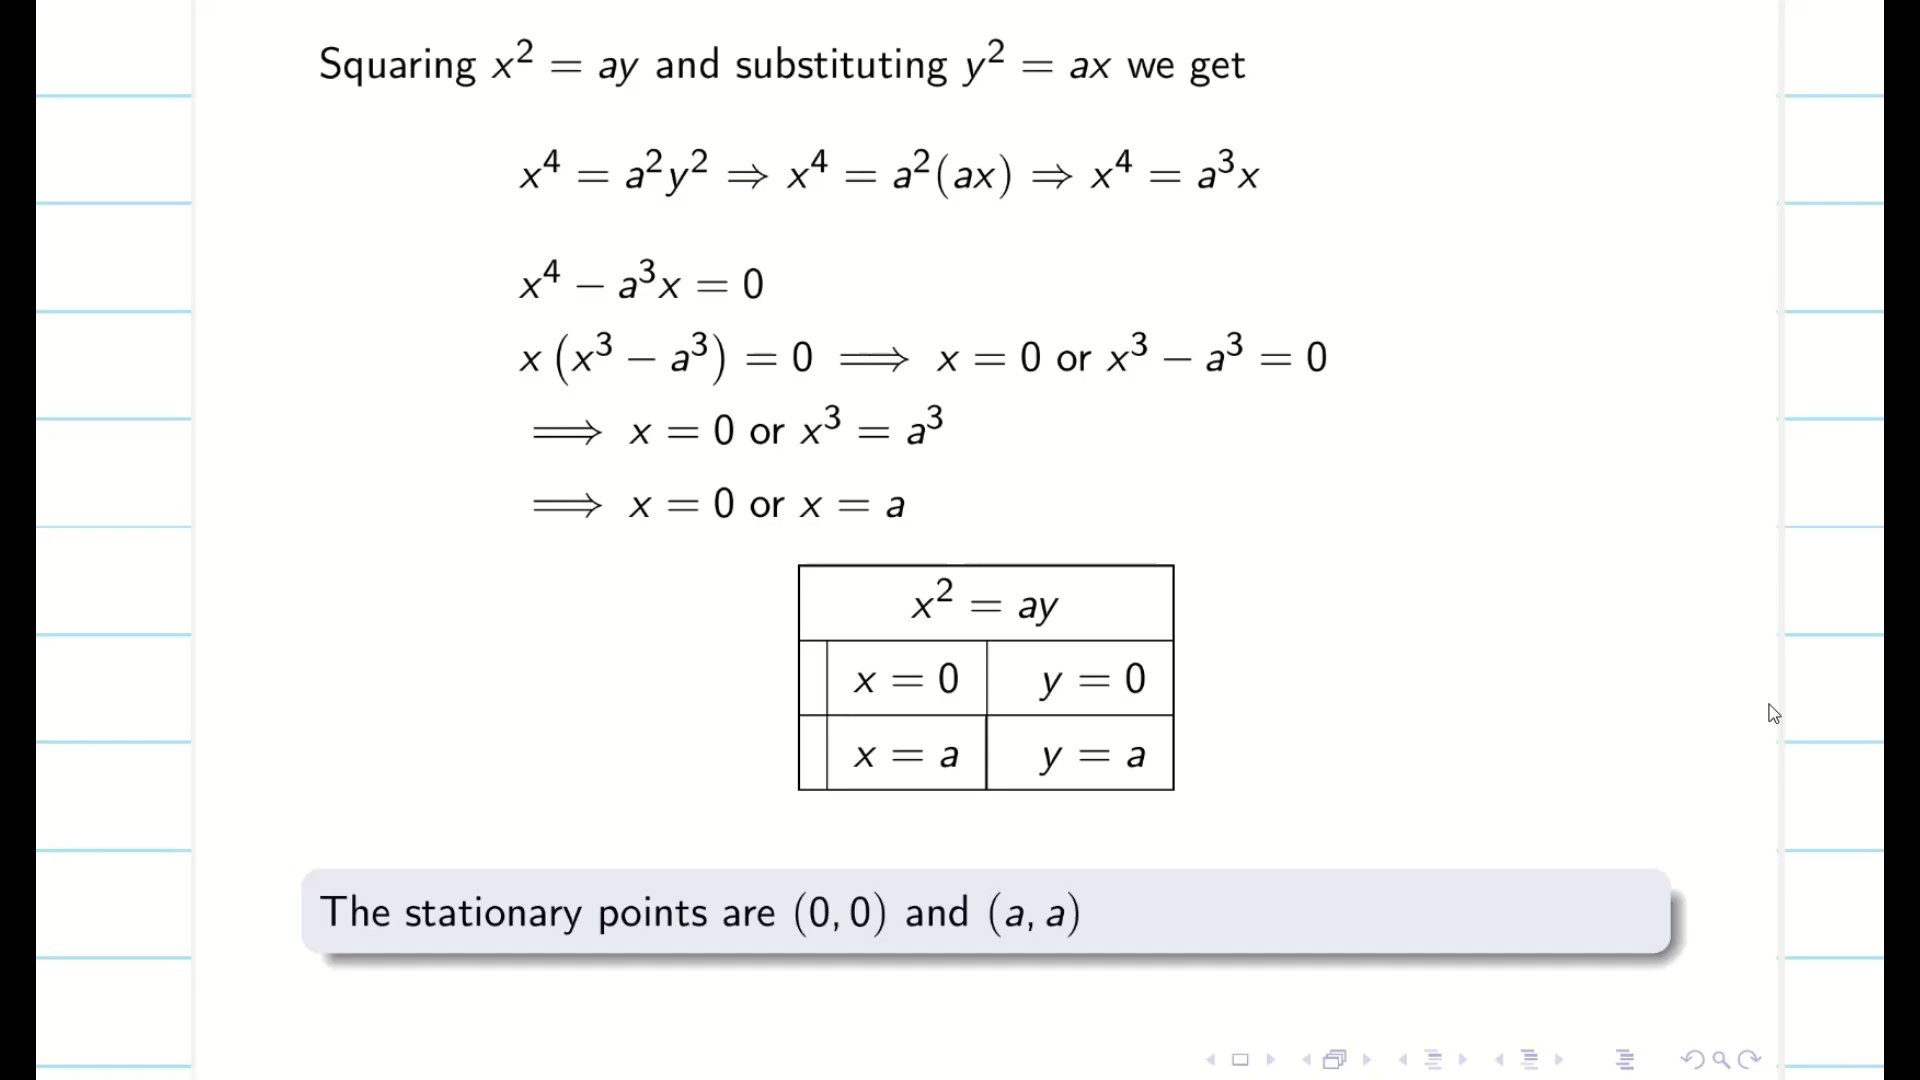 Squaring x² = ay and substituting y² = ax we get
x⁴ = a²y² ⇒ x⁴ = a²(ax) ⇒ x⁴ = a³x
x⁴ − a³x = 0
x (x³ − a³) = 0 ⟹ x = 0 or x³ − a³ = 0
⟹ x = 0 or x³ = a³
⟹ x = 0 or x = a
x² = ay
x = 0 y = 0
x = a y = a
The stationary points are (0, 0) and (a, a)